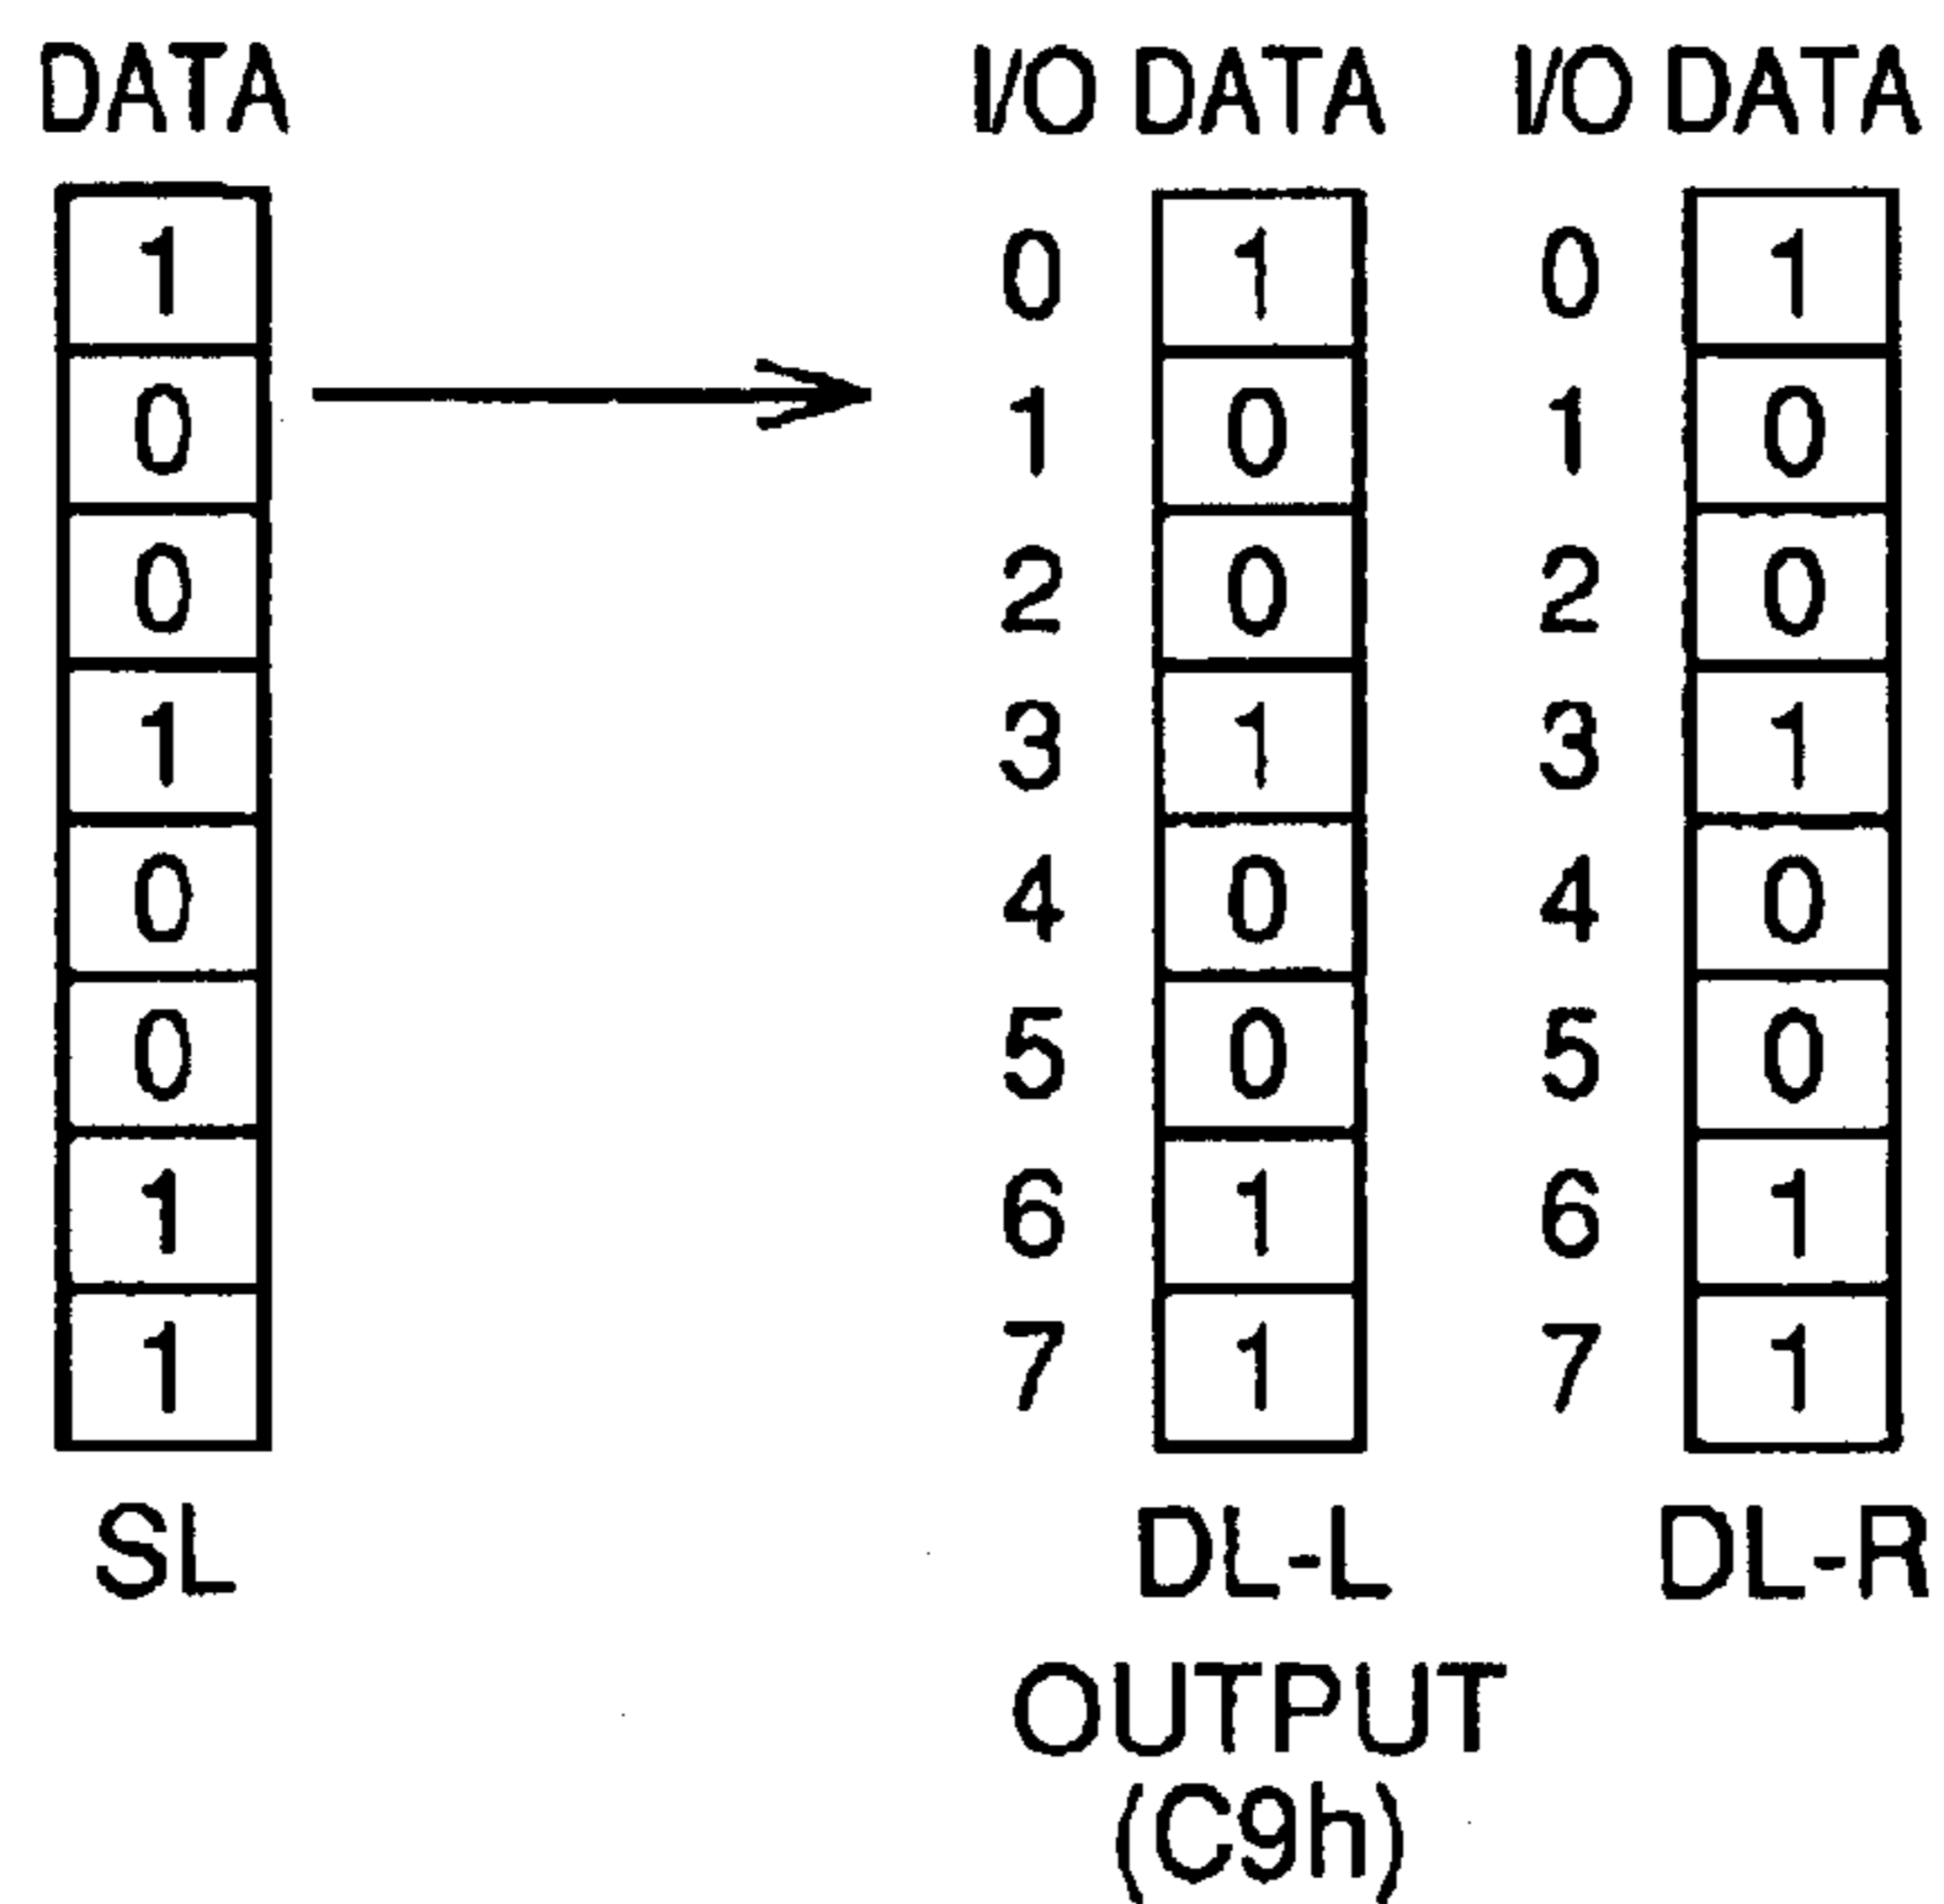 DATA I/O DATA I/O DATA
1 0 1 0 1
0 1 0 1 0
0 2 0 2 0
1 3 1 3 1
0 4 0 4 0
0 5 0 5 0
1 6 1 6 1
1 7 1 7 1
SL DL-L DL-R
OUTPUT
(C9h)